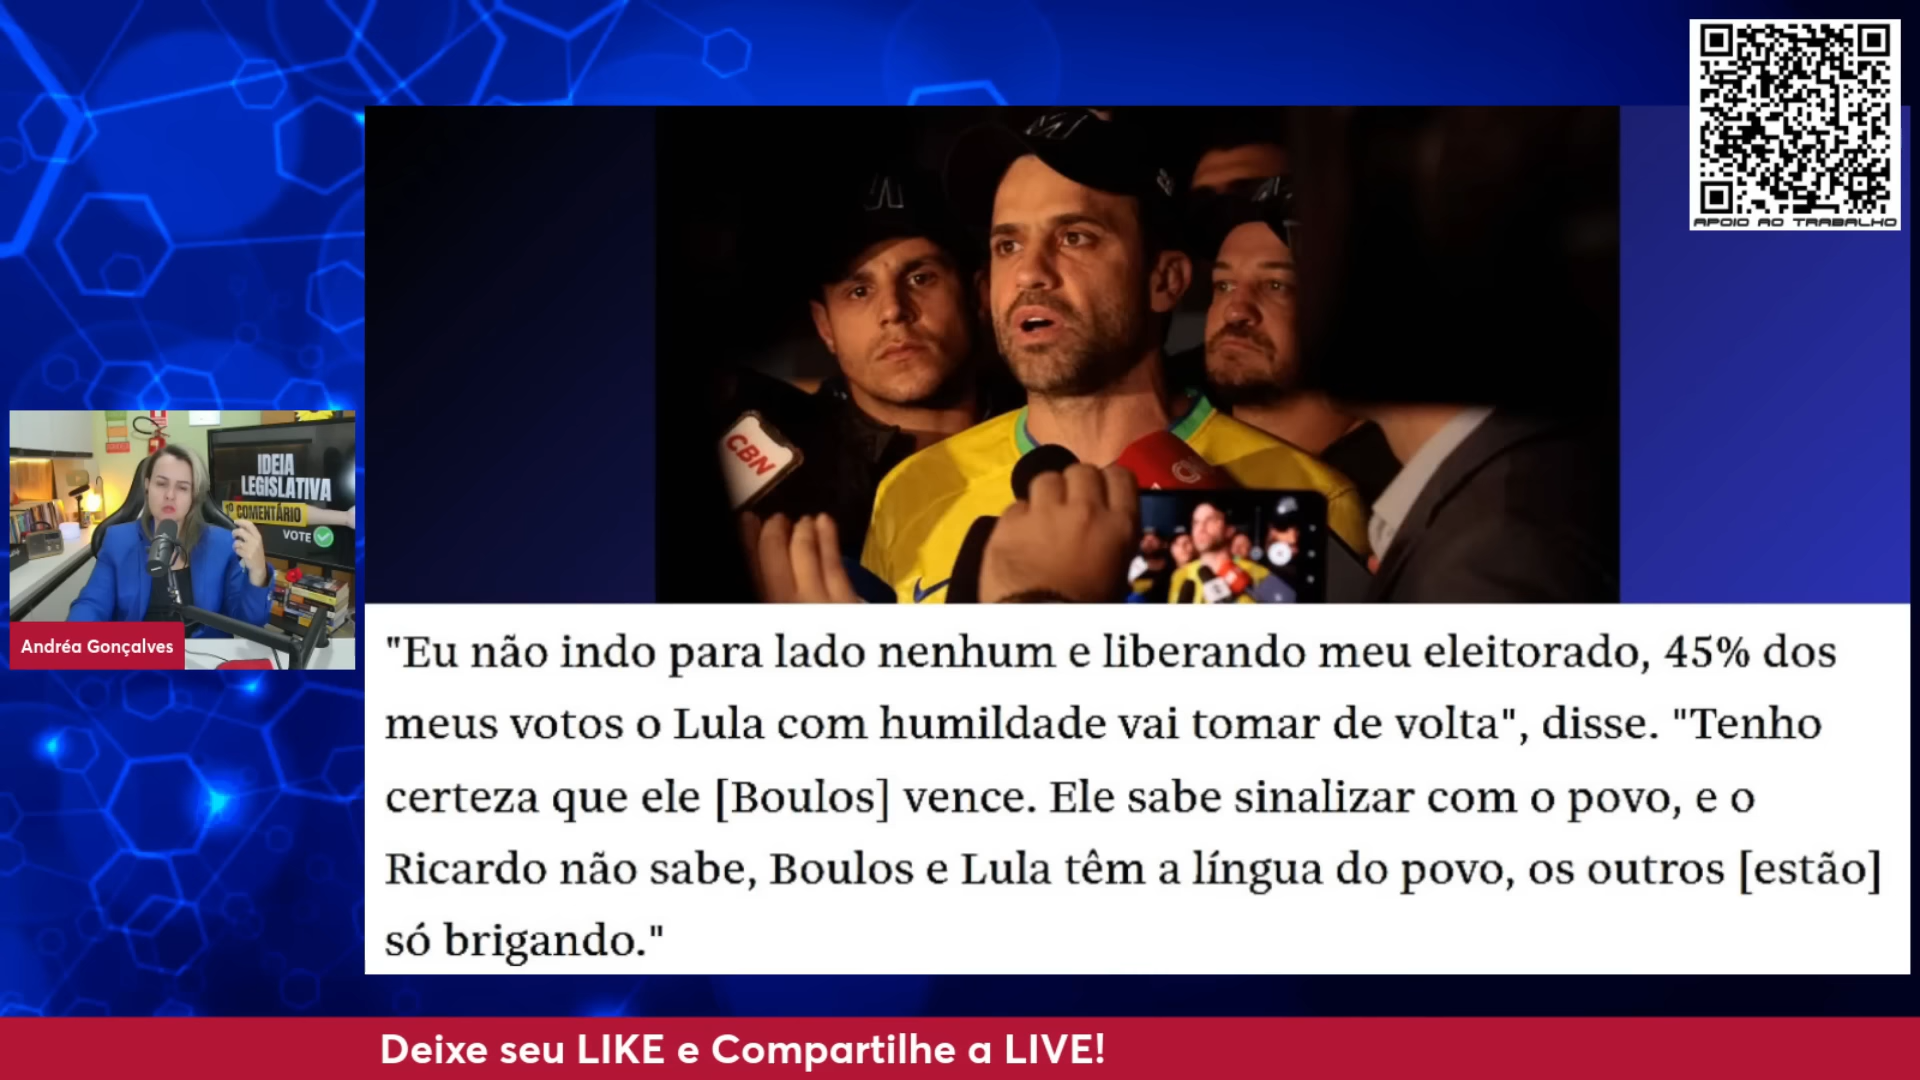 APOIO AO TRABALHO
CBN
IDEIA
LEGISLATIVA
1º COMENTÁRIO
VOTE
Andréa Gonçalves
"Eu não indo para lado nenhum e liberando meu eleitorado, 45% dos
meus votos o Lula com humildade vai tomar de volta", disse. "Tenho
certeza que ele [Boulos] vence. Ele sabe sinalizar com o povo, e o
Ricardo não sabe, Boulos e Lula têm a língua do povo, os outros [estão]
só brigando."
Deixe seu LIKE e Compartilhe a LIVE!